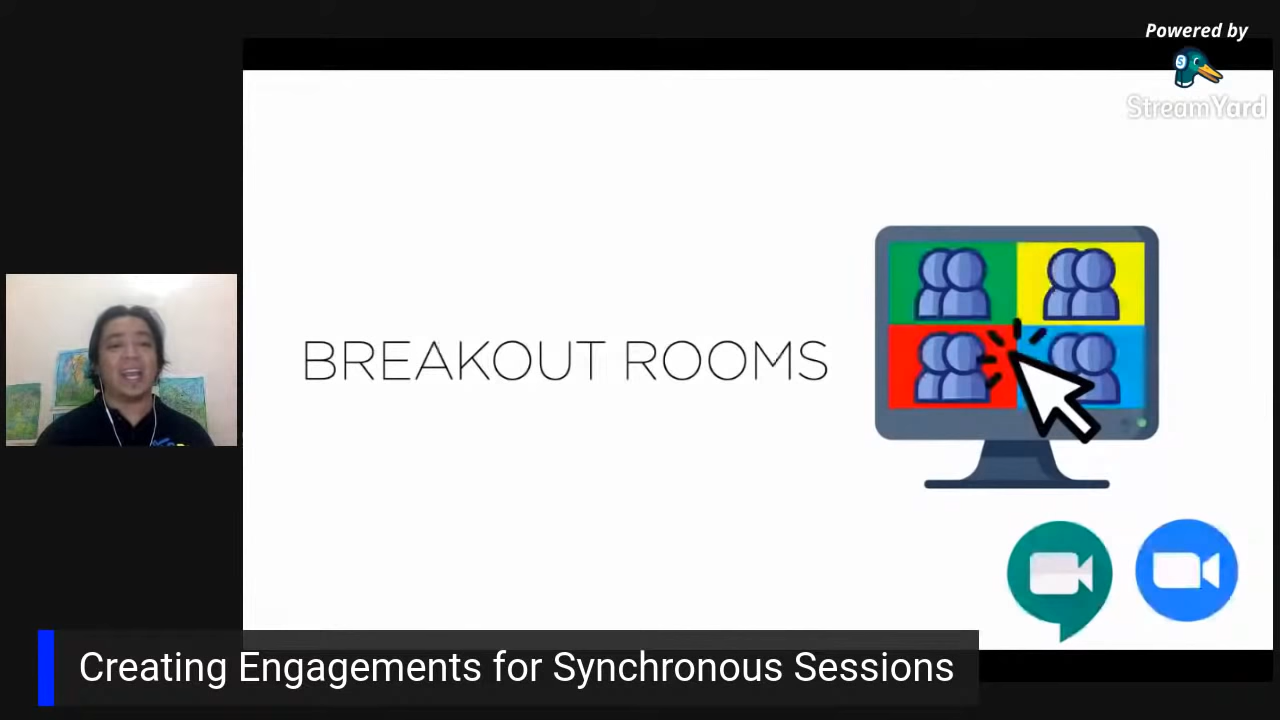 Powered by
StreamYard
BREAKOUT ROOMS
Creating Engagements for Synchronous Sessions